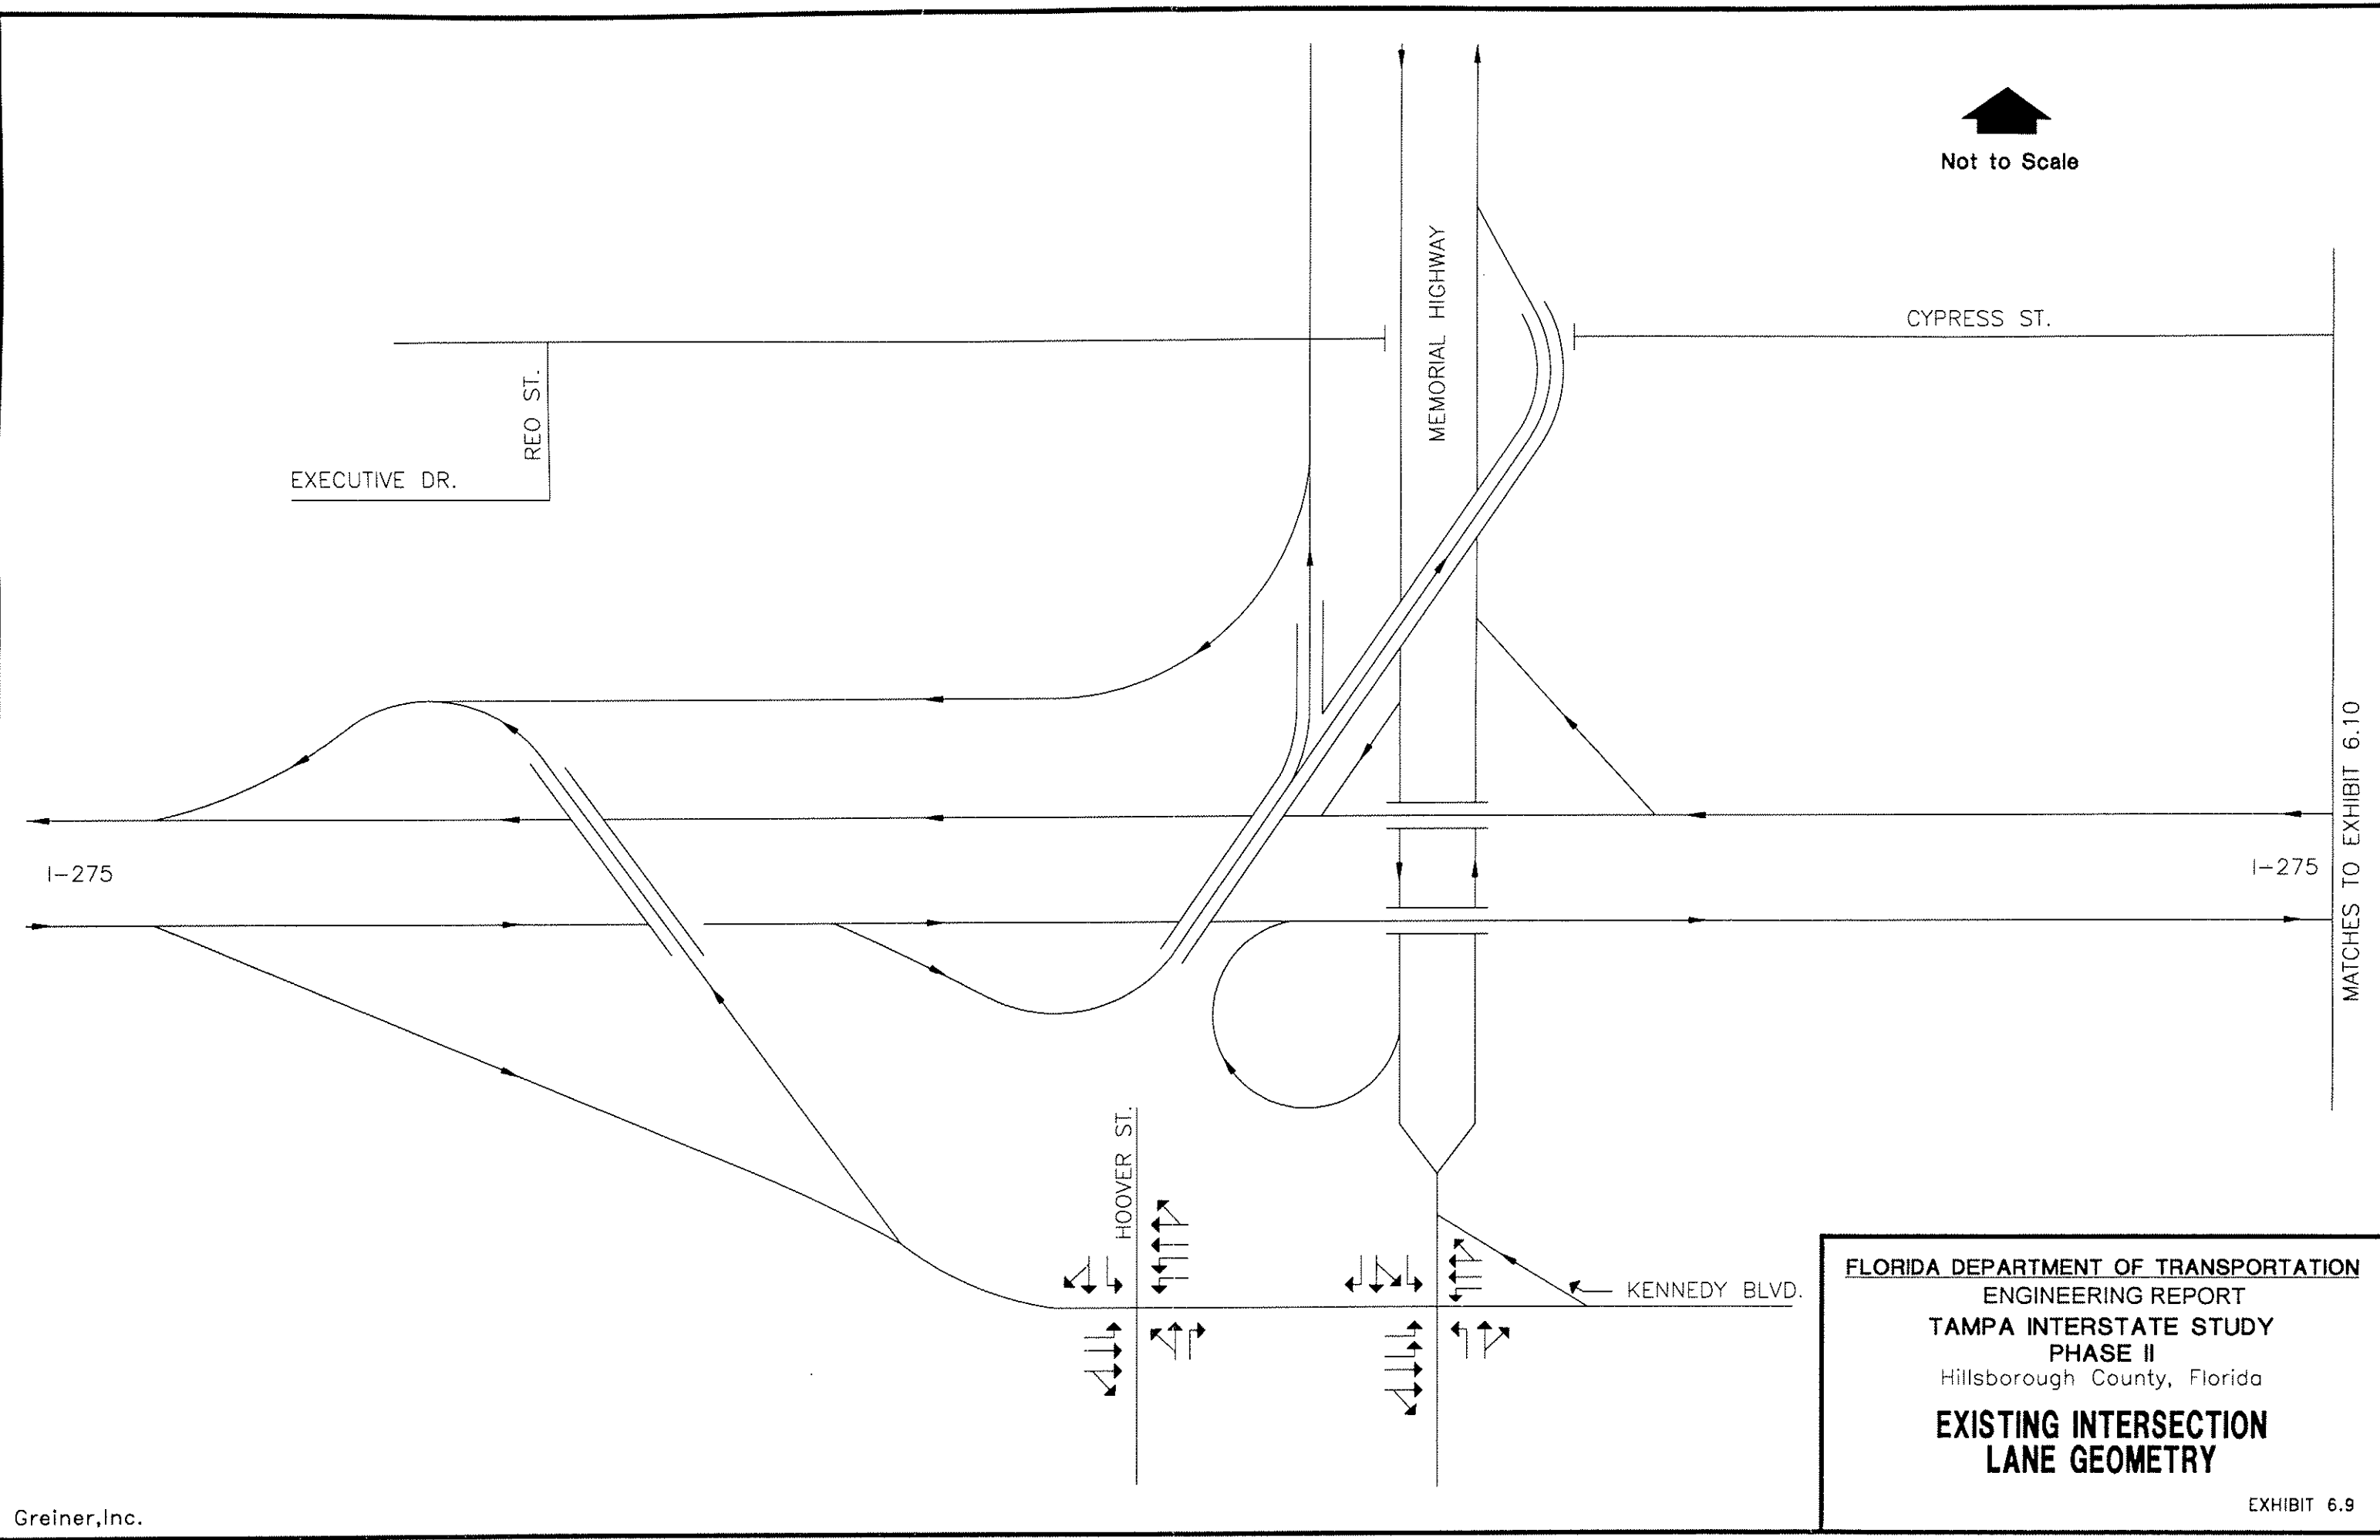 Not to Scale
MEMORIAL HIGHWAY
CYPRESS ST.
REO ST.
EXECUTIVE DR.
I-275
I-275
MATCHES TO EXHIBIT 6.10
HOOVER ST.
KENNEDY BLVD.
FLORIDA DEPARTMENT OF TRANSPORTATION
ENGINEERING REPORT
TAMPA INTERSTATE STUDY
PHASE II
Hillsborough County, Florida
EXISTING INTERSECTION
LANE GEOMETRY
EXHIBIT 6.9
Greiner,Inc.